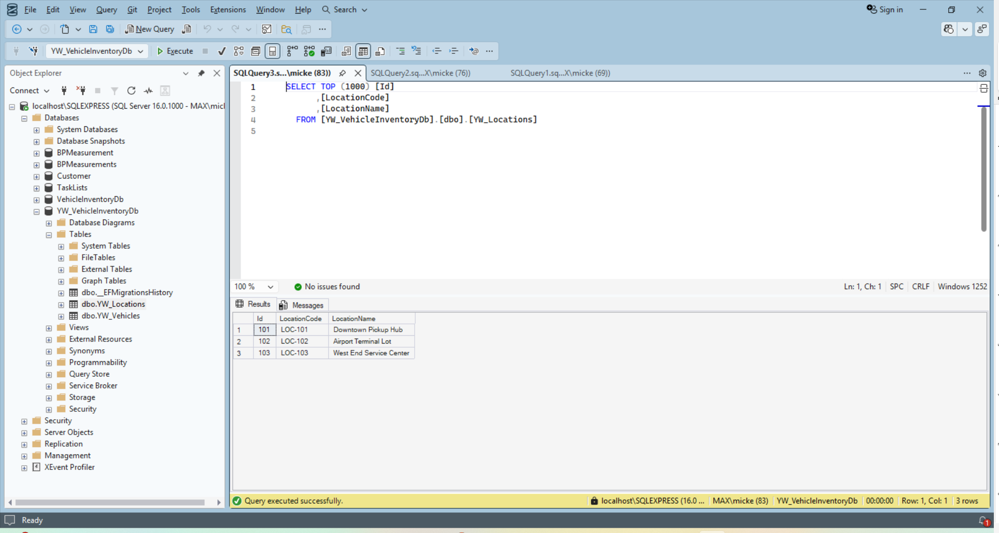 File Edit View Query Git Project Tools Extensions Window Help Search Sign in
New Query
YW_VehicleInventoryDb Execute
Object Explorer
Connect
localhost\SQLEXPRESS (SQL Server 16.0.1000 - MAX\mic
Databases
System Databases
Database Snapshots
BPMeasurement
BPMeasurements
Customer
TaskLists
VehicleInventoryDb
YW_VehicleInventoryDb
Database Diagrams
Tables
System Tables
FileTables
External Tables
Graph Tables
dbo.__EFMigrationsHistory
dbo.YW_Locations
dbo.YW_Vehicles
Views
External Resources
Synonyms
Programmability
Query Store
Service Broker
Storage
Security
Security
Server Objects
Replication
Management
XEvent Profiler
SQLQuery3.s...\micke (83)) SQLQuery2.sq...X\micke (76)) SQLQuery1.sq...X\micke (69))
1 SELECT TOP (1000) [Id]
2 ,[LocationCode]
3 ,[LocationName]
4 FROM [YW_VehicleInventoryDb].[dbo].[YW_Locations]
5
100 % No issues found Ln: 1, Ch: 1 SPC CRLF Windows 1252
Results Messages
Id LocationCode LocationName
1 101 LOC-101 Downtown Pickup Hub
2 102 LOC-102 Airport Terminal Lot
3 103 LOC-103 West End Service Center
Query executed successfully. localhost\SQLEXPRESS (16.0 ... MAX\micke (83) YW_VehicleInventoryDb 00:00:00 Row: 1, Col: 1 3 rows
Ready 1